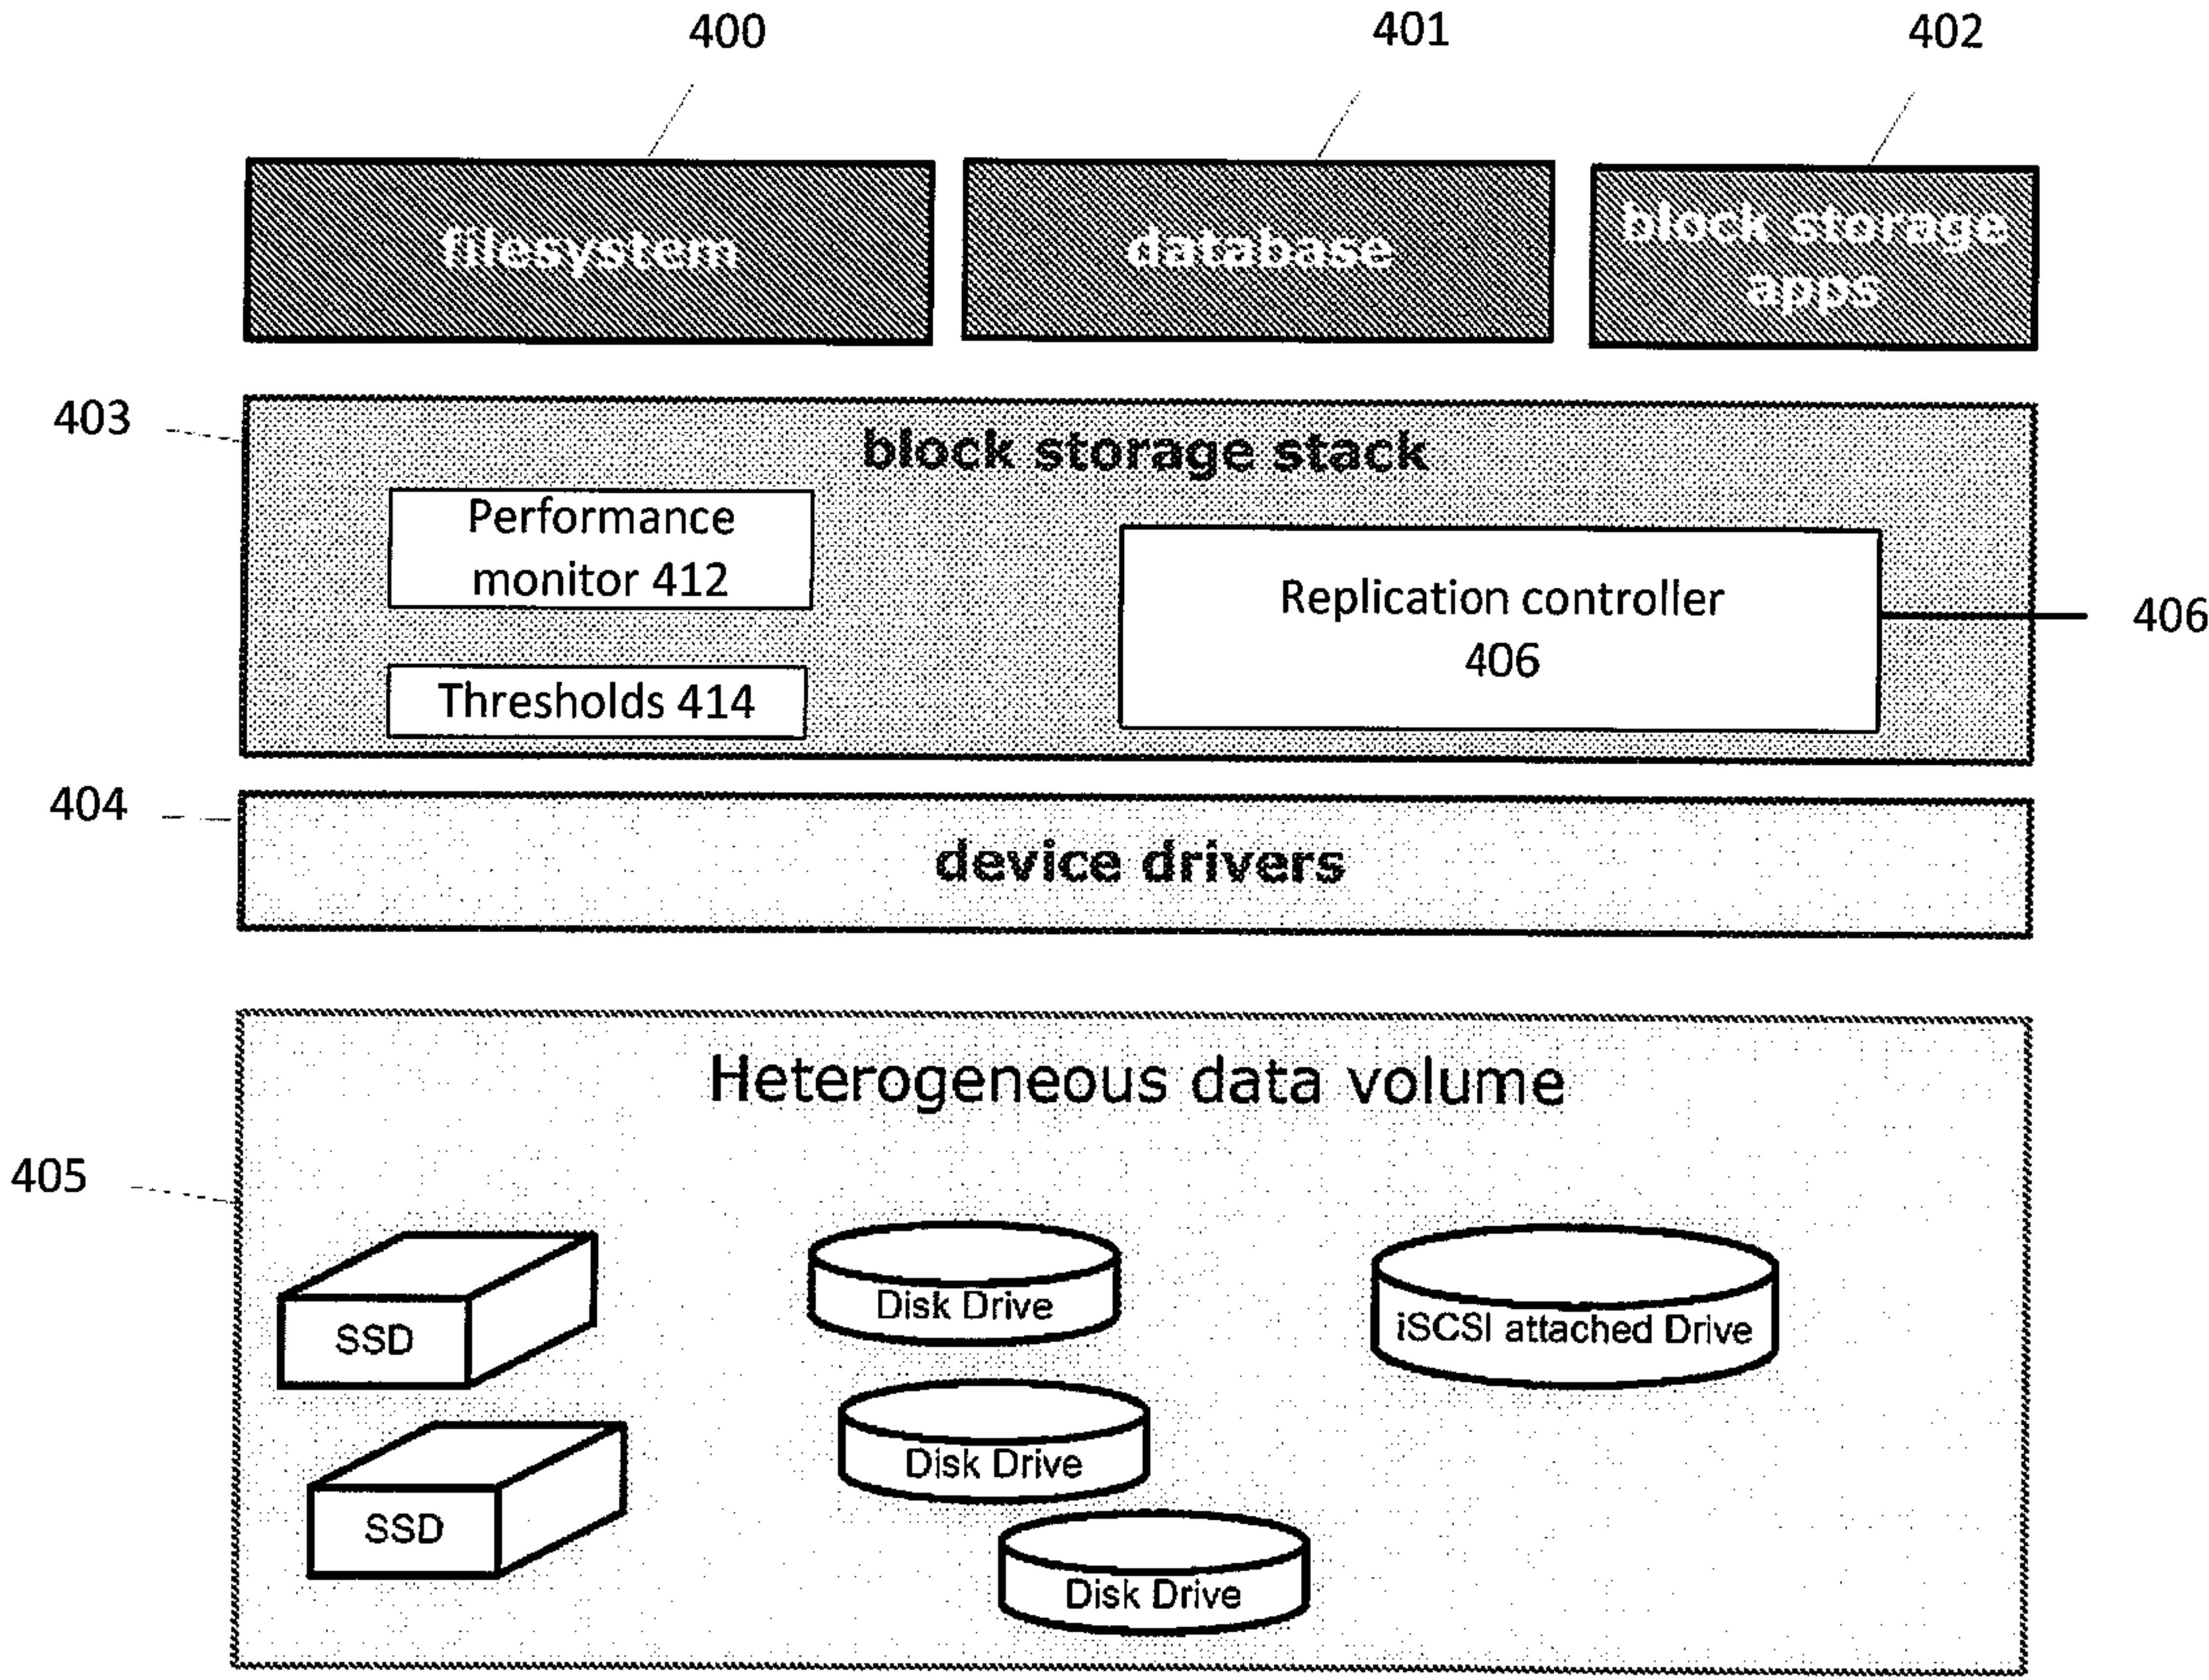 400
401
402
filesystem
database
block storage
apps
403
block storage stack
Performance
monitor 412
Replication controller
406
406
Thresholds 414
404
device drivers
Heterogeneous data volume
405
SSD
Disk Drive
iSCSI attached Drive
SSD
Disk Drive
Disk Drive